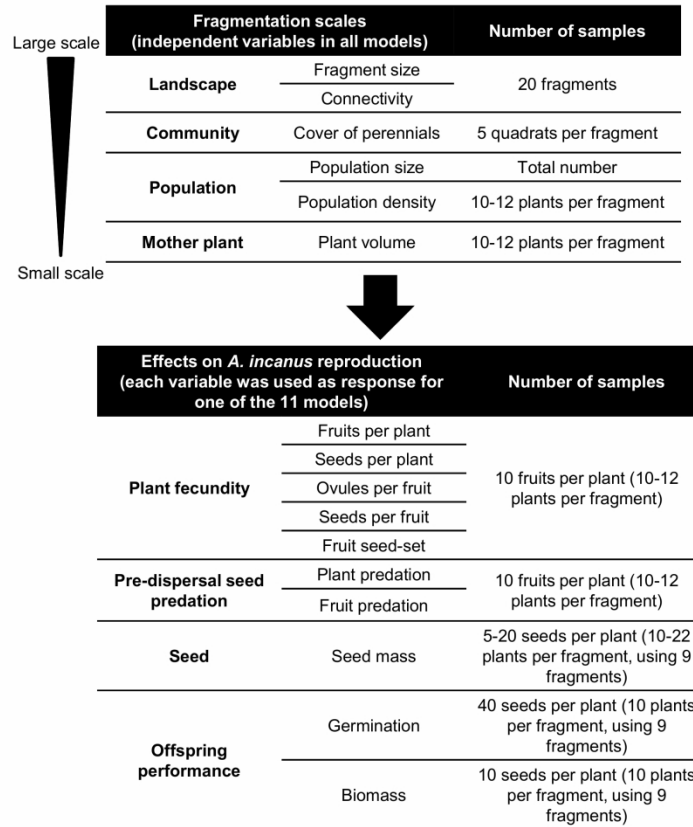 Large scale
Fragmentation scales
(independent variables in all models)
Number of samples
Landscape
Fragment size
Connectivity
20 fragments
Community
Cover of perennials
5 quadrats per fragment
Population
Population size
Total number
Population density
10-12 plants per fragment
Mother plant
Plant volume
10-12 plants per fragment
Small scale
Effects on A. incanus reproduction
(each variable was used as response for
one of the 11 models)
Number of samples
Plant fecundity
Fruits per plant
Seeds per plant
Ovules per fruit
Seeds per fruit
Fruit seed-set
10 fruits per plant (10-12
plants per fragment)
Pre-dispersal seed
predation
Plant predation
Fruit predation
10 fruits per plant (10-12
plants per fragment)
Seed
Seed mass
5-20 seeds per plant (10-22
plants per fragment, using 9
fragments)
Offspring
performance
Germination
40 seeds per plant (10 plants
per fragment, using 9
fragments)
Biomass
10 seeds per plant (10 plants
per fragment, using 9
fragments)